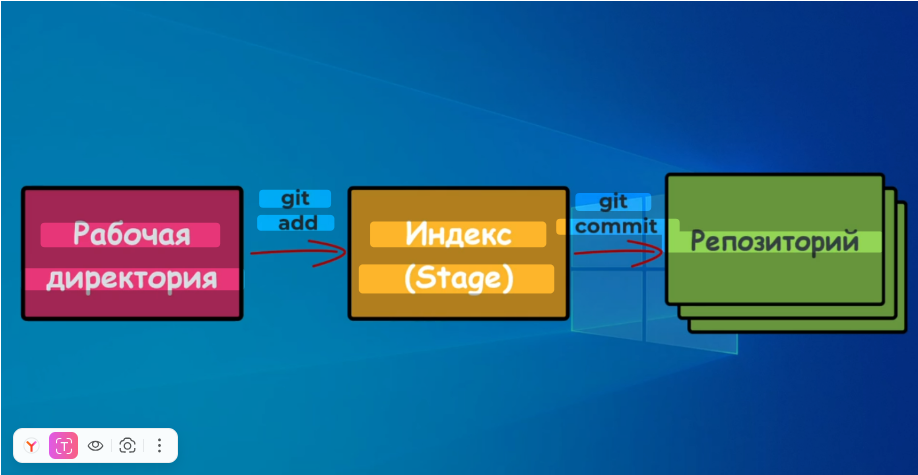 Рабочая
директория
git
add
Индекс
(Stage)
git
commit
Репозиторий